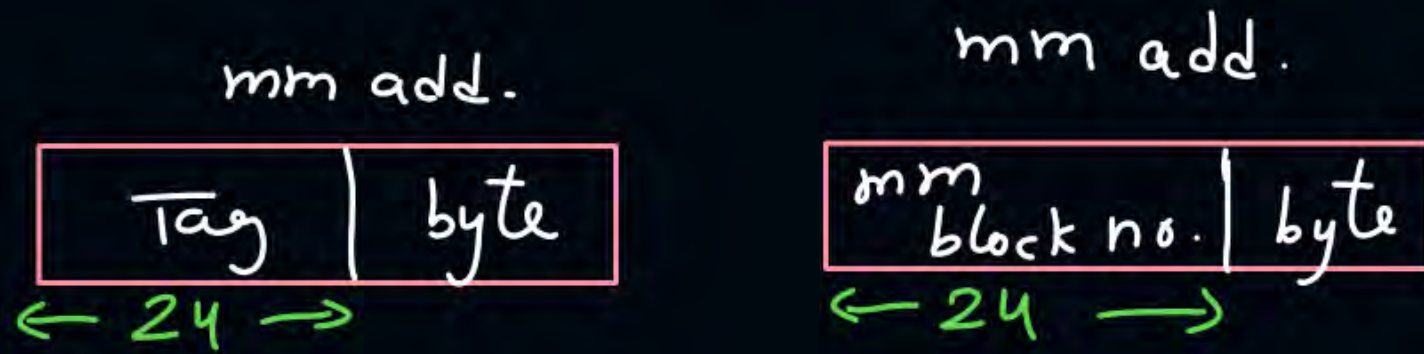 mm add.
Tag | byte
← 24 →
mm add.
mm
block no. | byte
← 24 →